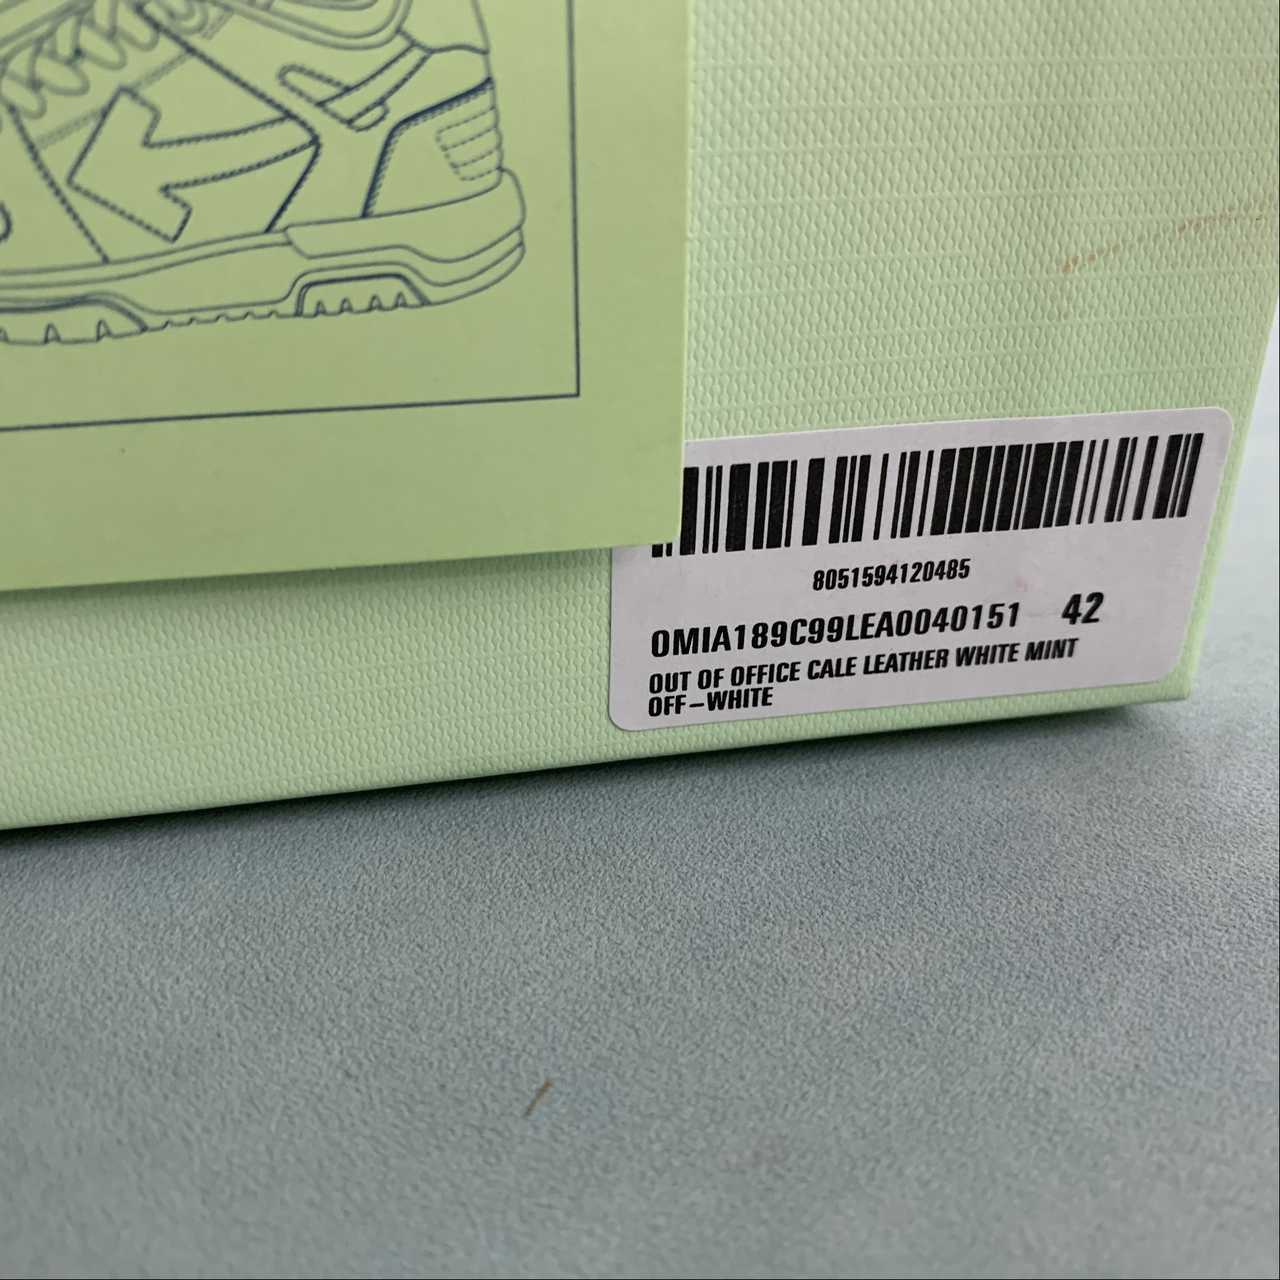 8051594120485
OMIA189C99LEA0040151 42
OUT OF OFFICE CALE LEATHER WHITE MINT
OFF-WHITE